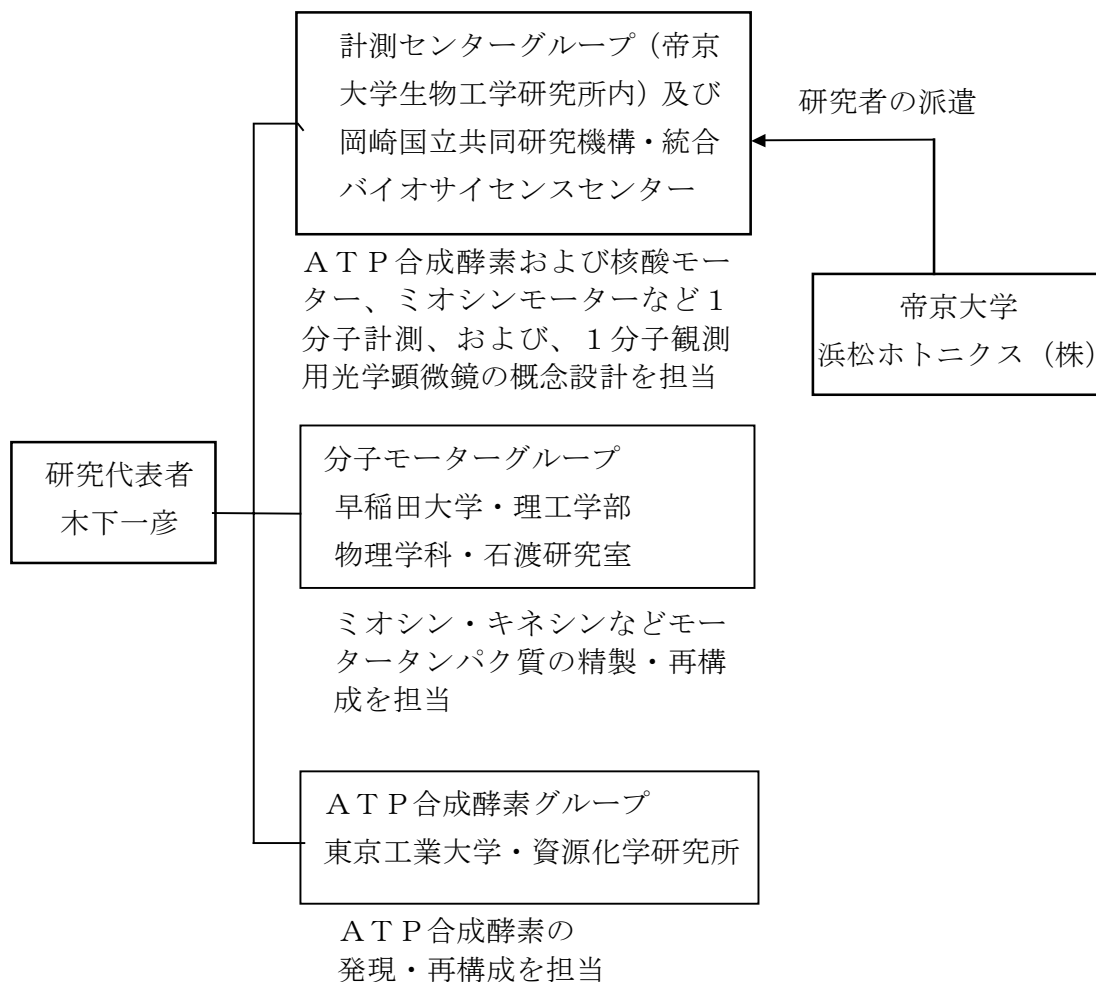 計測センターグループ（帝京
大学生物工学研究所内）及び
岡崎国立共同研究機構・統合
バイオサイセンスセンター
研究者の派遣
帝京大学
浜松ホトニクス（株）
ＡＴＰ合成酵素および核酸モー
ター、ミオシンモーターなど１
分子計測、および、１分子観測
用光学顕微鏡の概念設計を担当
研究代表者
木下一彦
分子モーターグループ
早稲田大学・理工学部
物理学科・石渡研究室
ミオシン・キネシンなどモー
タータンパク質の精製・再構
成を担当
ＡＴＰ合成酵素グループ
東京工業大学・資源化学研究所
ＡＴＰ合成酵素の
発現・再構成を担当